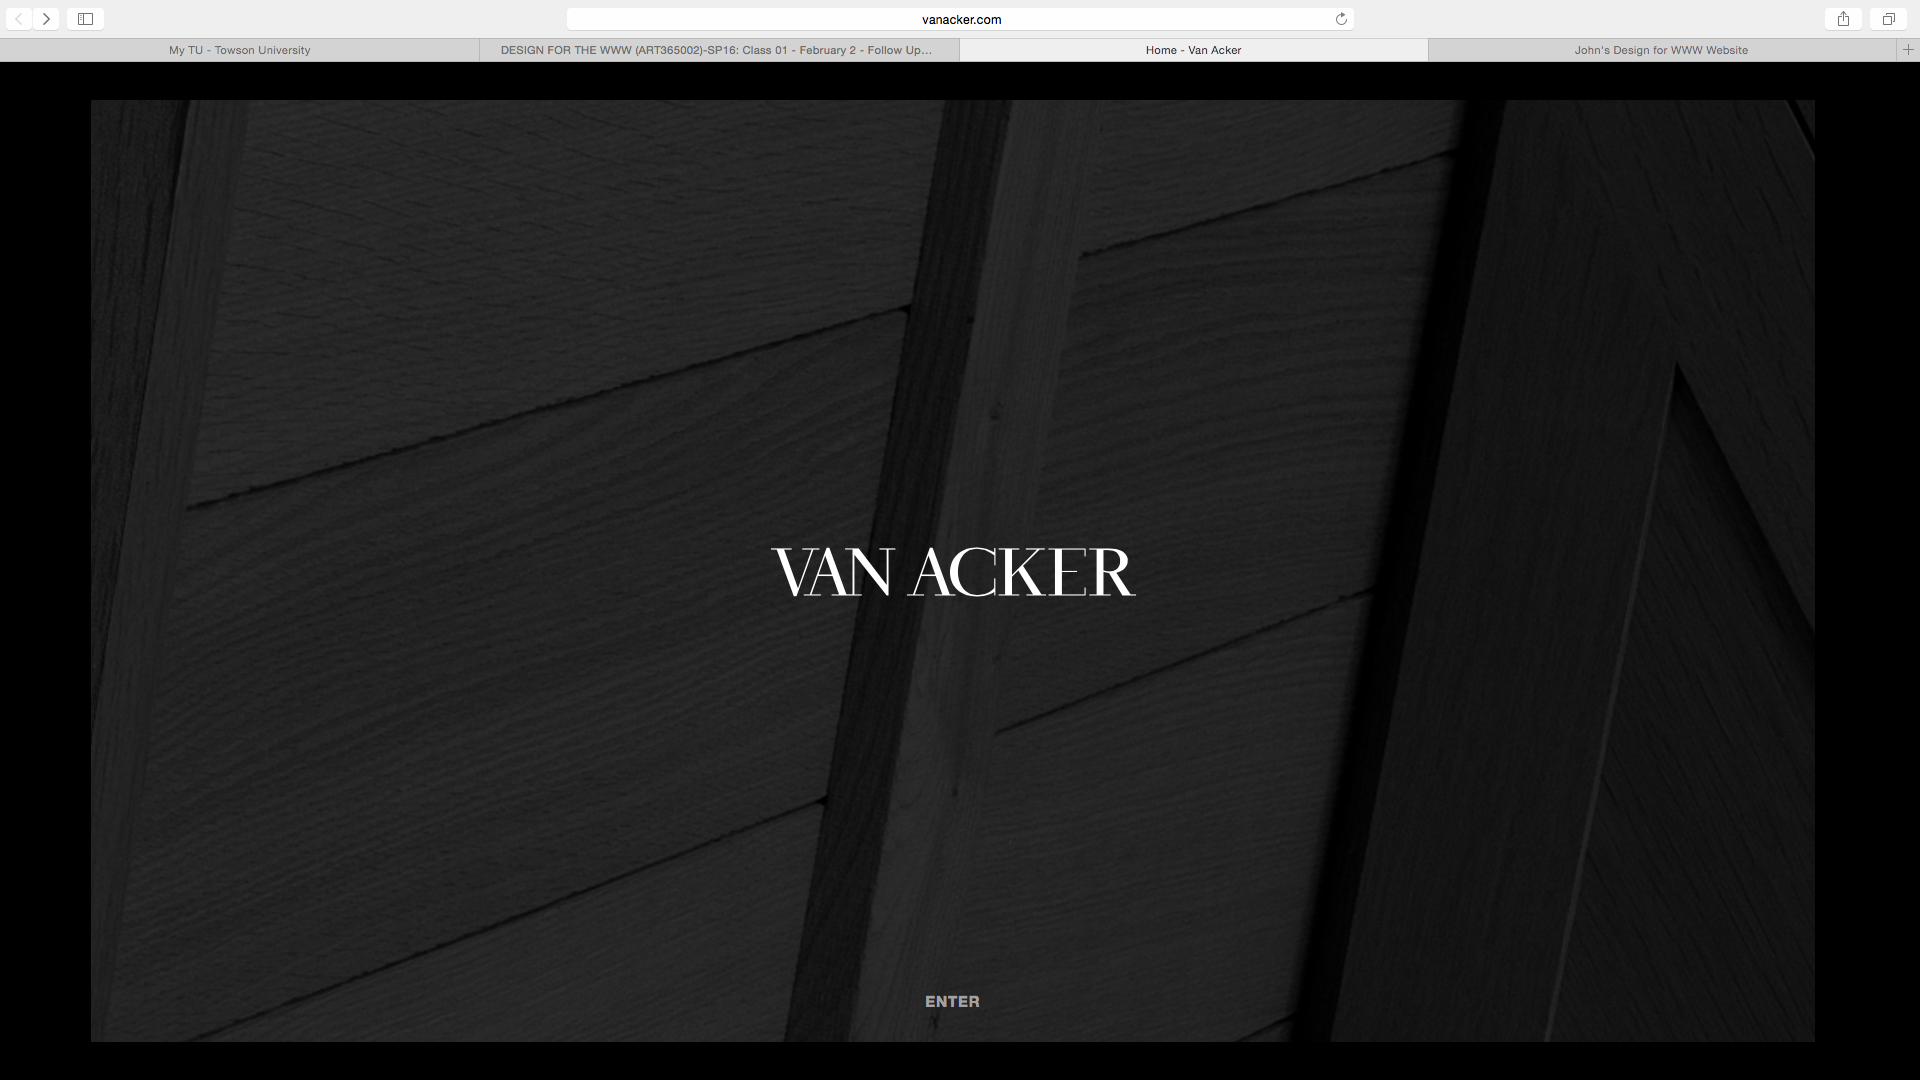 vanacker.com
My TU - Towson University
DESIGN FOR THE WWW (ART365002)-SP16: Class 01 - February 2 - Follow Up...
Home - Van Acker
John's Design for WWW Website
VAN ACKER
ENTER